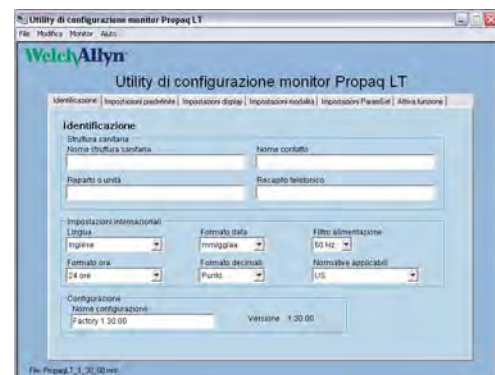 Utility di configurazione monitor Propaq LT
File Modifica Monitor Aiuto
WelchAllyn
Utility di configurazione monitor Propaq LT
Identificazione Impostazioni predefinite Impostazioni display Impostazioni modalità Impostazioni ParamSet Attiva funzione
Identificazione
Struttura sanitaria
Nome struttura sanitaria Nome contatto
Reparto o unità Recapito telefonico
Impostazioni internazionali
Lingua Formato data Filtro alimentazione
Inglese mm/gg/aa 60 Hz
Formato ora Formato decimali Normative applicabili
24 ore Punto US
Configurazione
Nome configurazione
Factory 1.30.00 Versione 1.30.00
File: PropaqLT_1_30_00.mnt